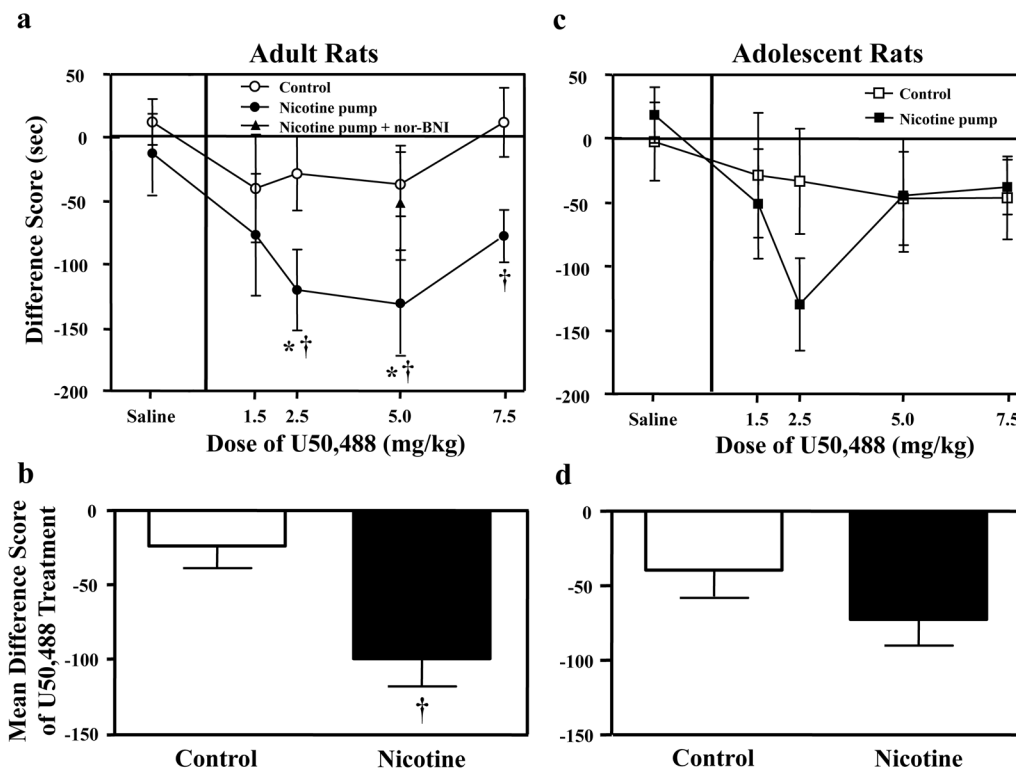 a
Adult Rats
Control
Nicotine pump
Nicotine pump + nor-BNI
Difference Score (sec)
50
0
-50
-100
-150
-200
*†
*†
†
Saline
1.5
2.5
5.0
7.5
Dose of U50,488 (mg/kg)
c
Adolescent Rats
Control
Nicotine pump
50
0
-50
-100
-150
-200
Saline
1.5
2.5
5.0
7.5
Dose of U50,488 (mg/kg)
b
Mean Difference Score
of U50,488 Treatment
0
-50
-100
-150
†
Control
Nicotine
d
0
-50
-100
-150
Control
Nicotine